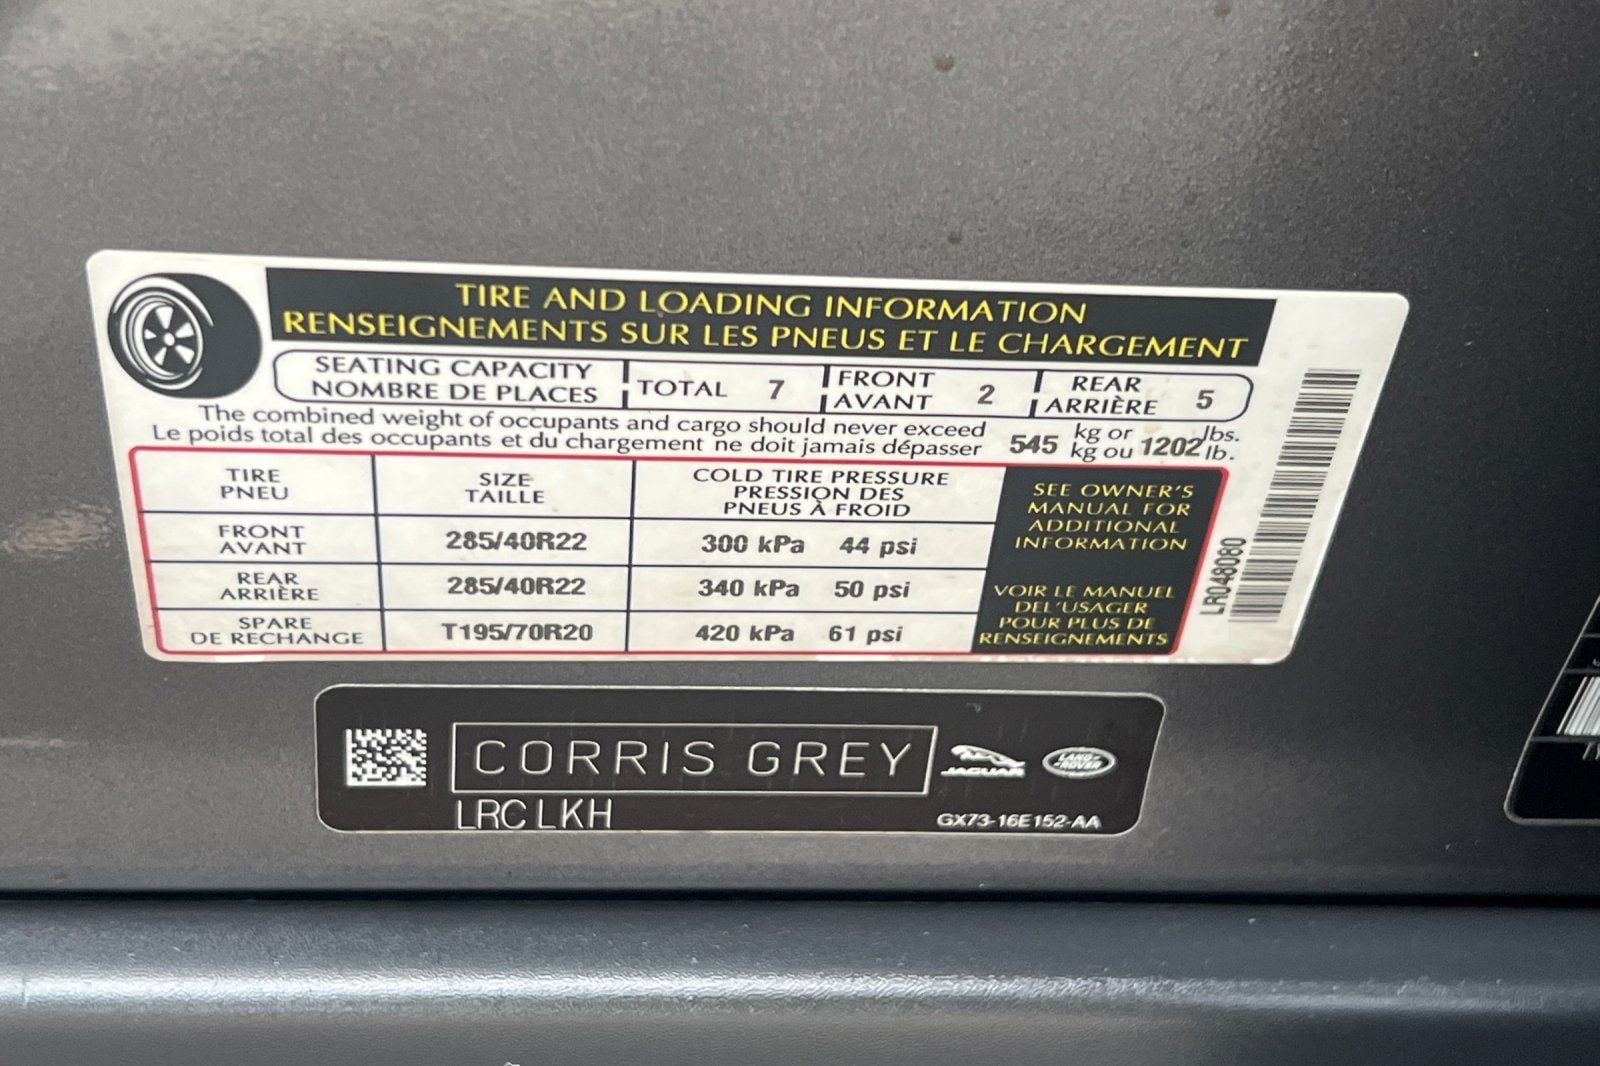 TIRE AND LOADING INFORMATION
RENSEIGNEMENTS SUR LES PNEUS ET LE CHARGEMENT
SEATING CAPACITY
NOMBRE DE PLACES
TOTAL 7
FRONT
AVANT 2
REAR
ARRIÈRE 5
The combined weight of occupants and cargo should never exceed
Le poids total des occupants et du chargement ne doit jamais dépasser
545 kg or 1202 lbs.
kg ou lb.
TIRE
PNEU
SIZE
TAILLE
COLD TIRE PRESSURE
PRESSION DES
PNEUS À FROID
FRONT
AVANT
285/40R22
300 kPa 44 psi
REAR
ARRIÈRE
285/40R22
340 kPa 50 psi
SPARE
DE RECHANGE
T195/70R20
420 kPa 61 psi
SEE OWNER'S
MANUAL FOR
ADDITIONAL
INFORMATION
VOIR LE MANUEL
DEL'USAGER
POUR PLUS DE
RENSEIGNEMENTS
LR048080
CORRIS GREY
JAGUAR
LAND-
-ROVER
LRC LKH
GX73-16E152-AA